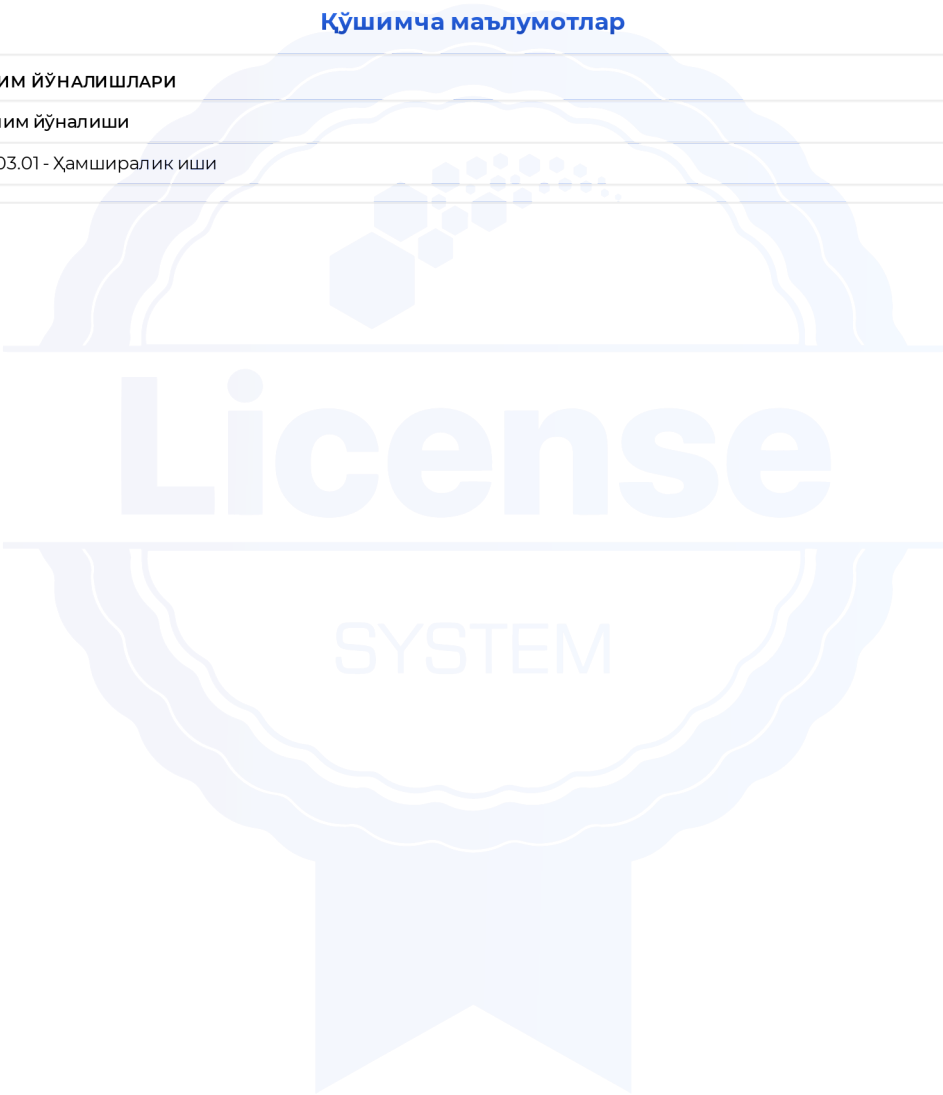 Қўшимча маълумотлар
ИМ ЙЎНАЛИШЛАРИ
им йўналиши
03.01 - Ҳамширалик иши
License
SYSTEM